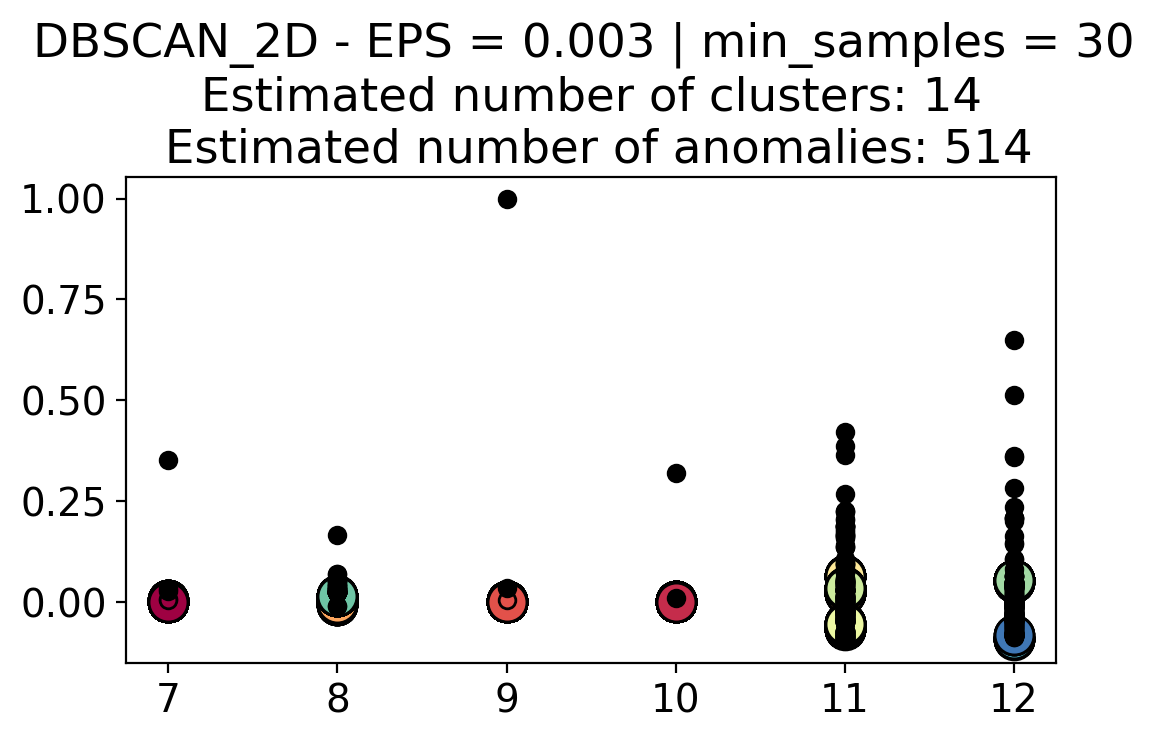 DBSCAN_2D - EPS = 0.003 | min_samples = 30
Estimated number of clusters: 14
Estimated number of anomalies: 514
1.00
0.75
0.50
0.25
0.00
7 8 9 10 11 12